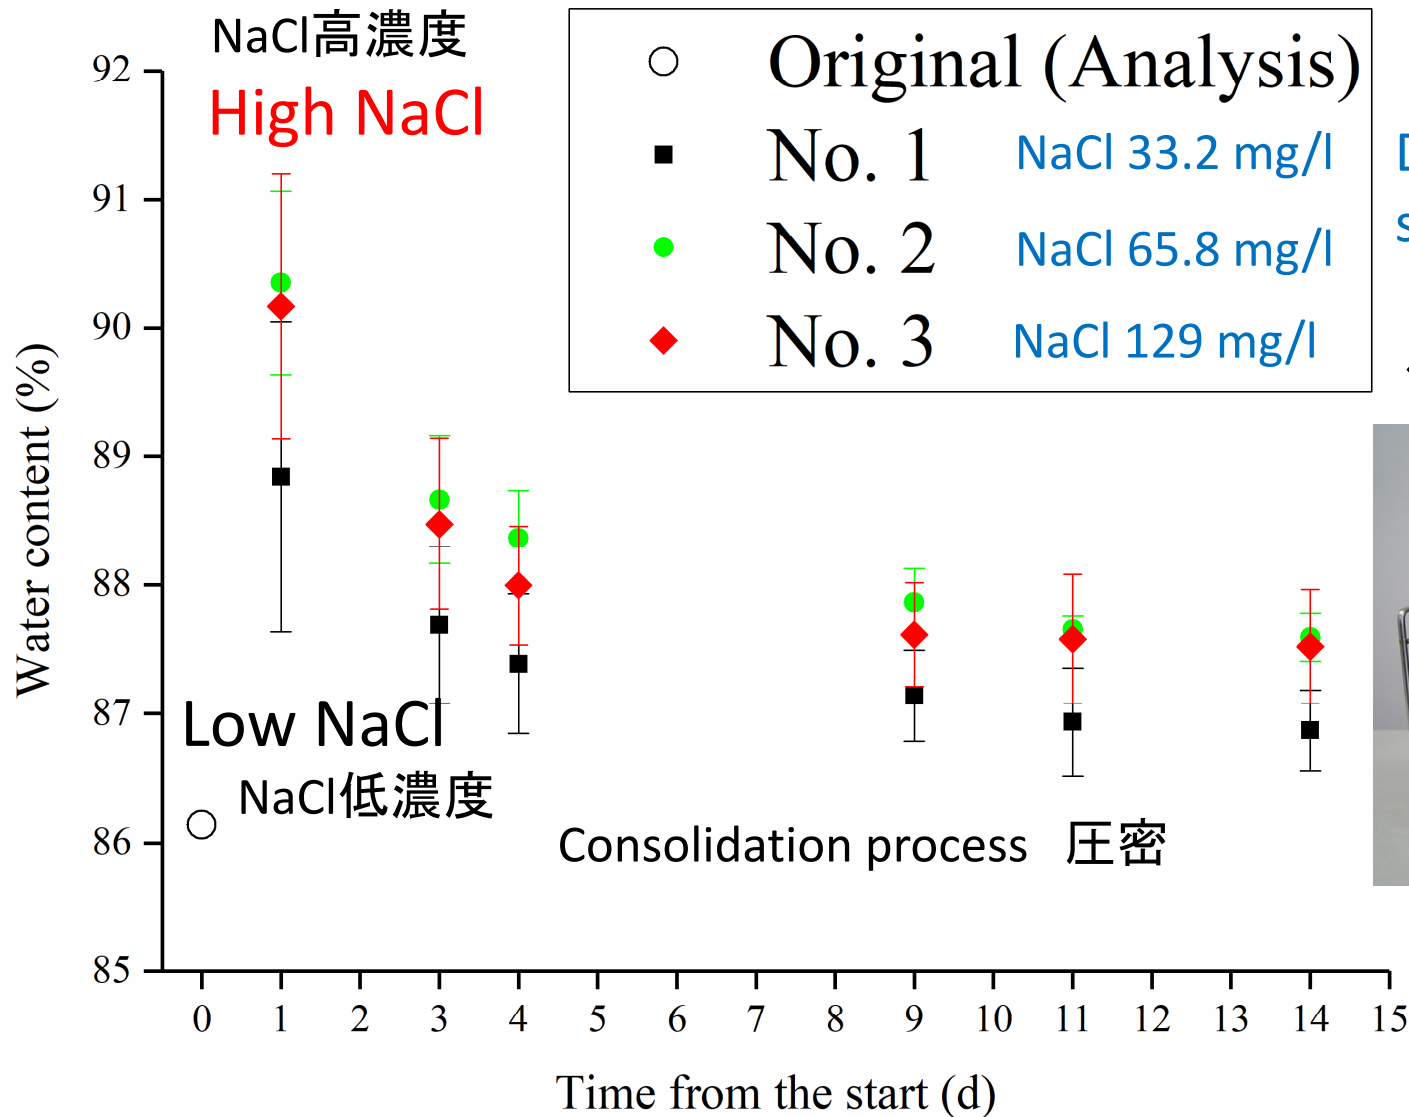 NaCl高濃度
High NaCl
Original (Analysis)
No. 1 NaCl 33.2 mg/l
No. 2 NaCl 65.8 mg/l
No. 3 NaCl 129 mg/l
92
91
90
89
88
87
86
85
Water content (%)
Low NaCl
NaCl低濃度
Consolidation process 圧密
0 1 2 3 4 5 6 7 8 9 10 11 12 13 14 15
Time from the start (d)